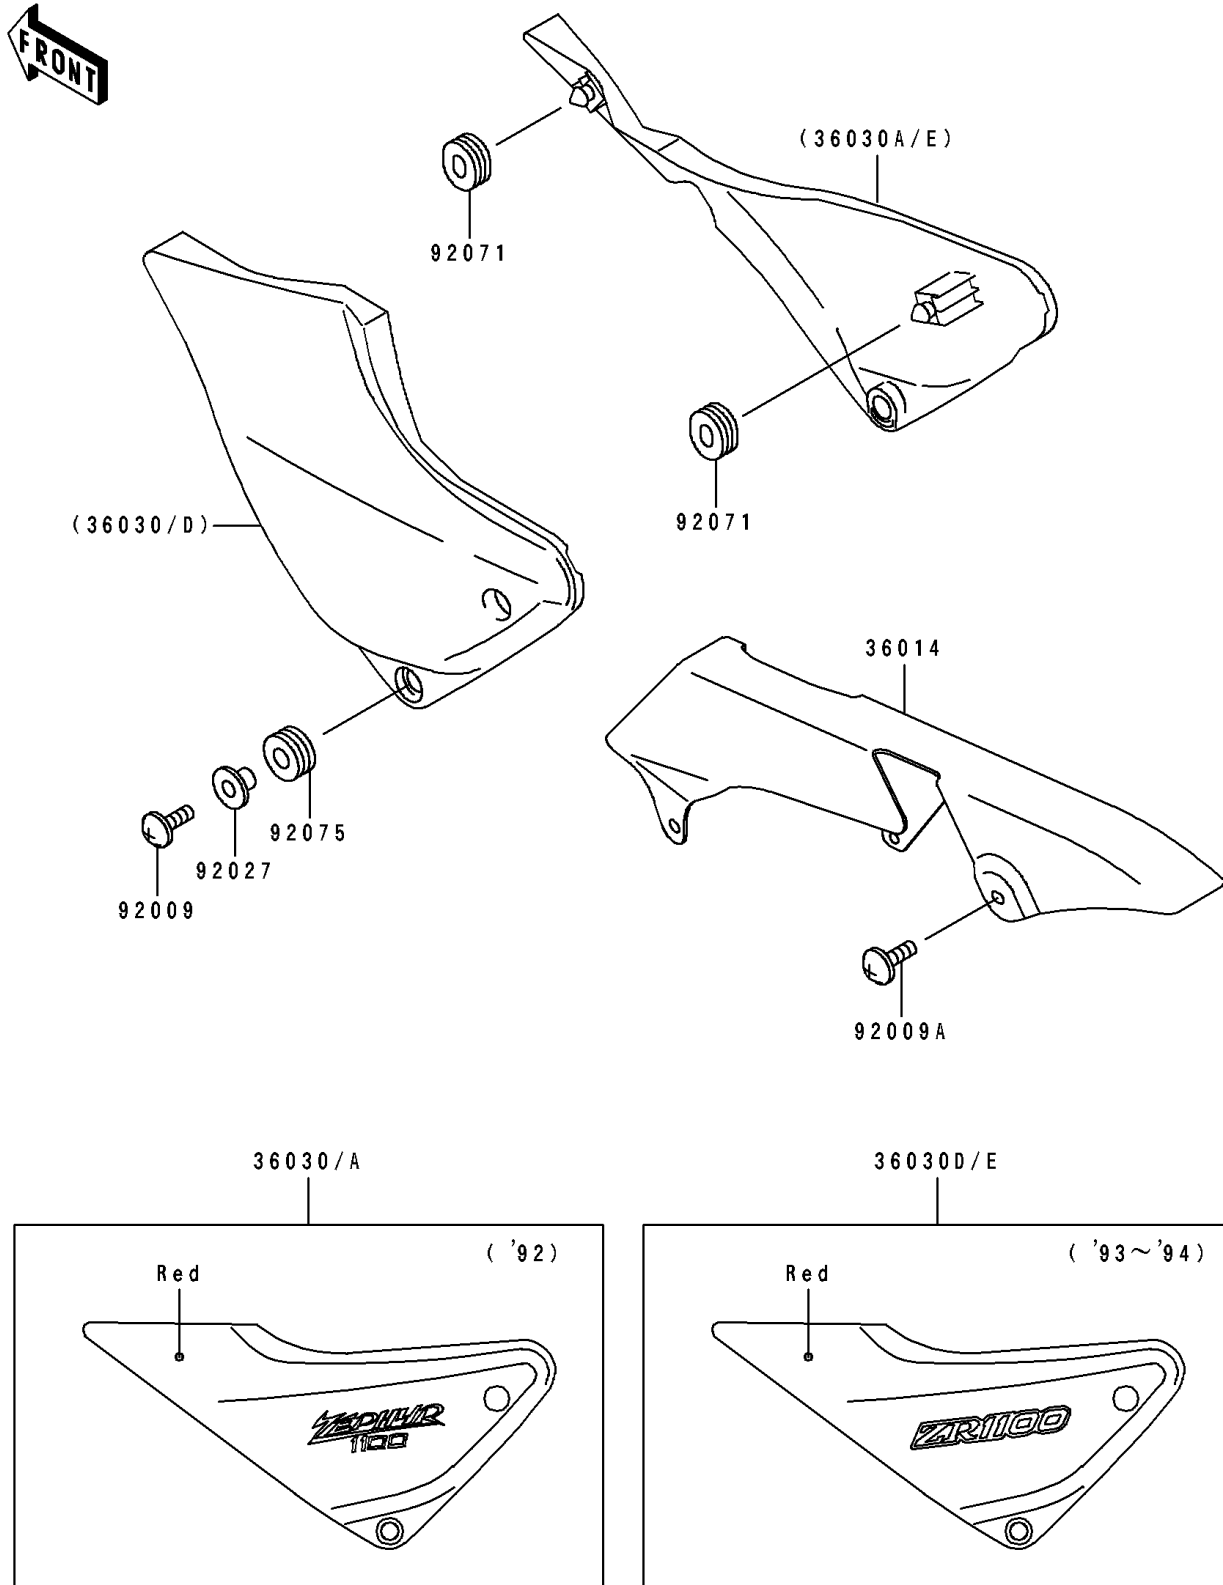 FRONT
(36030A/E)
92071
(36030/D)
92071
36014
92075
92027
92009
92009A
36030/A
36030D/E
( '92)
( '93~'94)
Red
Red
ZEPHYR
1100
ZR1100